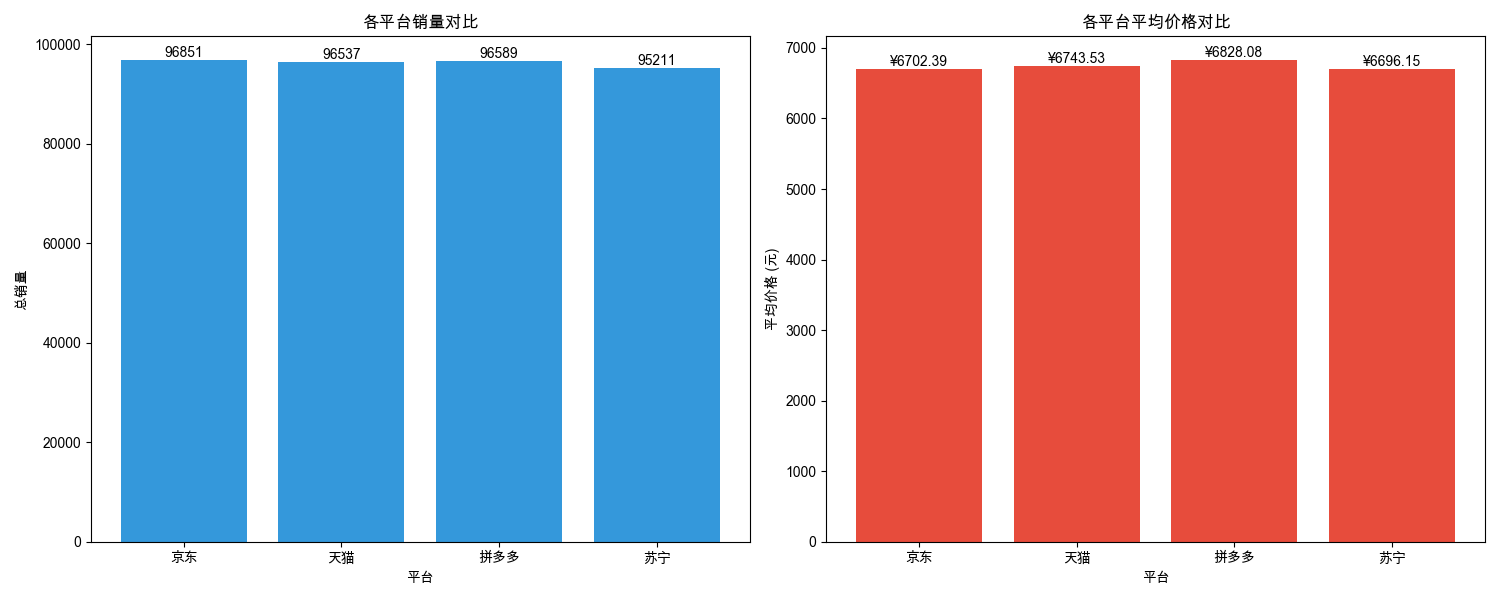 各平台销量对比
总销量
100000
80000
60000
40000
20000
0
96851
96537
96589
95211
京东
天猫
拼多多
苏宁
平台
各平台平均价格对比
平均价格 (元)
7000
6000
5000
4000
3000
2000
1000
0
¥6702.39
¥6743.53
¥6828.08
¥6696.15
京东
天猫
拼多多
苏宁
平台